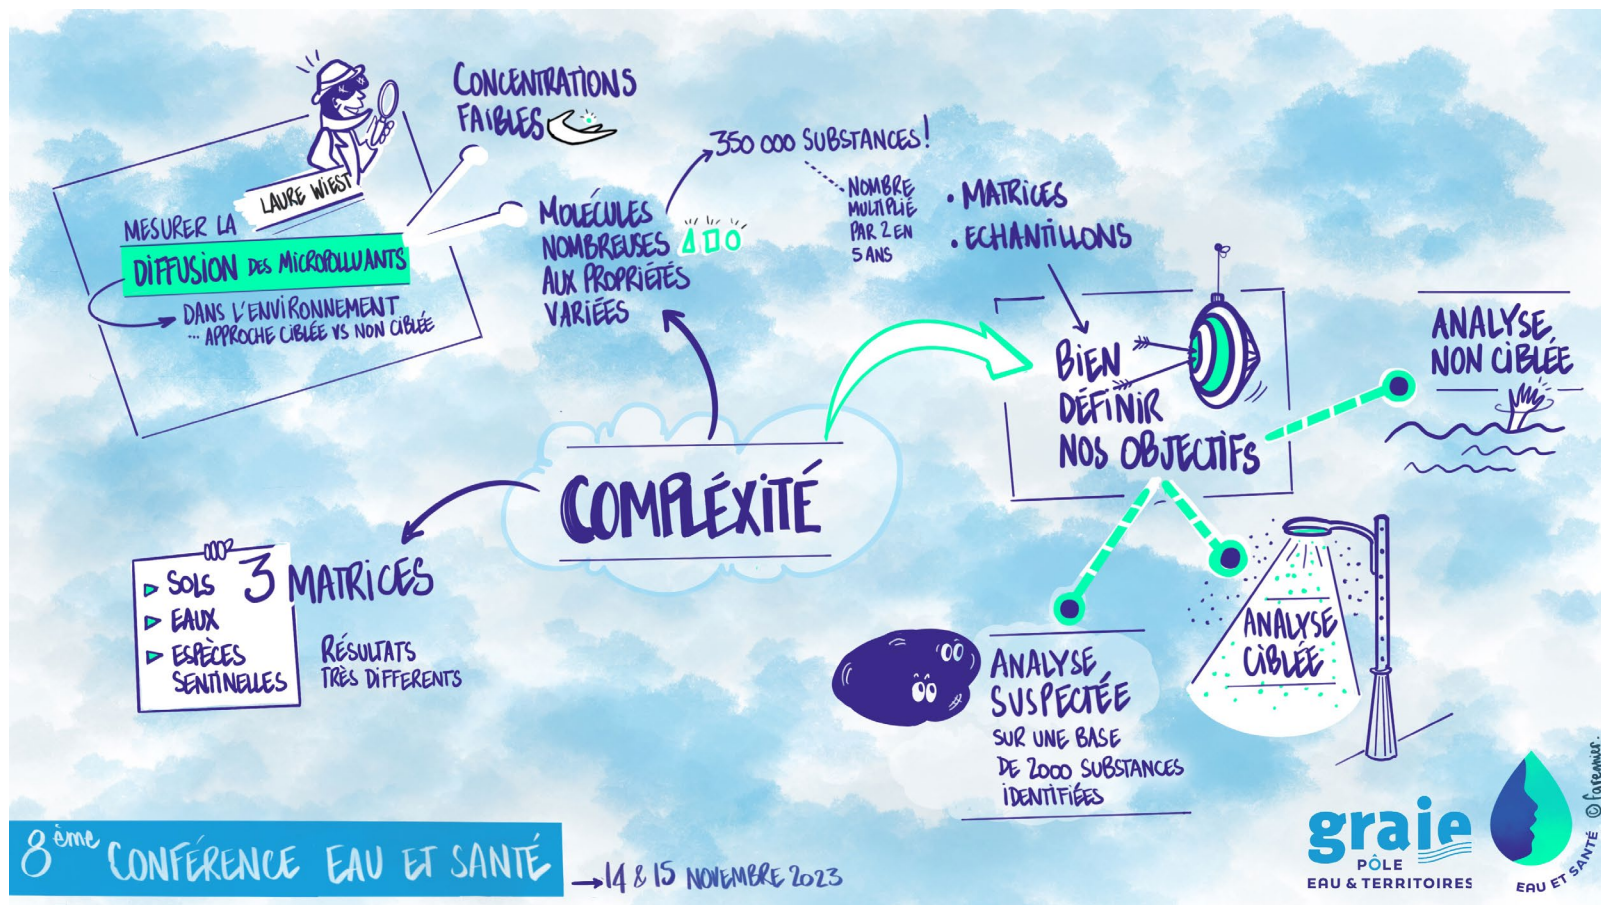 LAURE WIEST
MESURER LA
DIFFUSION DES MICROPOLLUANTS
DANS L'ENVIRONNEMENT
... APPROCHE CIBLÉE VS NON CIBLÉE
CONCENTRATIONS
FAIBLES
MOLÉCULES
NOMBREUSES
AUX PROPRIÉTÉS
VARIÉES
350 000 SUBSTANCES !
NOMBRE
MULTIPLIÉ
PAR 2 EN
5 ANS
• MATRICES
• ECHANTILLONS
BIEN
DÉFINIR
NOS OBJECTIFS
ANALYSE
NON CIBLÉE
COMPLÉXITÉ
3 MATRICES
SOLS
EAUX
ESPÈCES
SENTINELLES
RÉSULTATS
TRÈS DIFFERENTS
ANALYSE
SUSPECTÉE
SUR UNE BASE
DE 2000 SUBSTANCES
IDENTIFIÉES
ANALYSE
CIBLÉE
8ème CONFÉRENCE EAU ET SANTÉ
→14 & 15 NOVEMBRE 2023
graie
PÔLE
EAU & TERRITOIRES
EAU ET SANTÉ
© faremier.